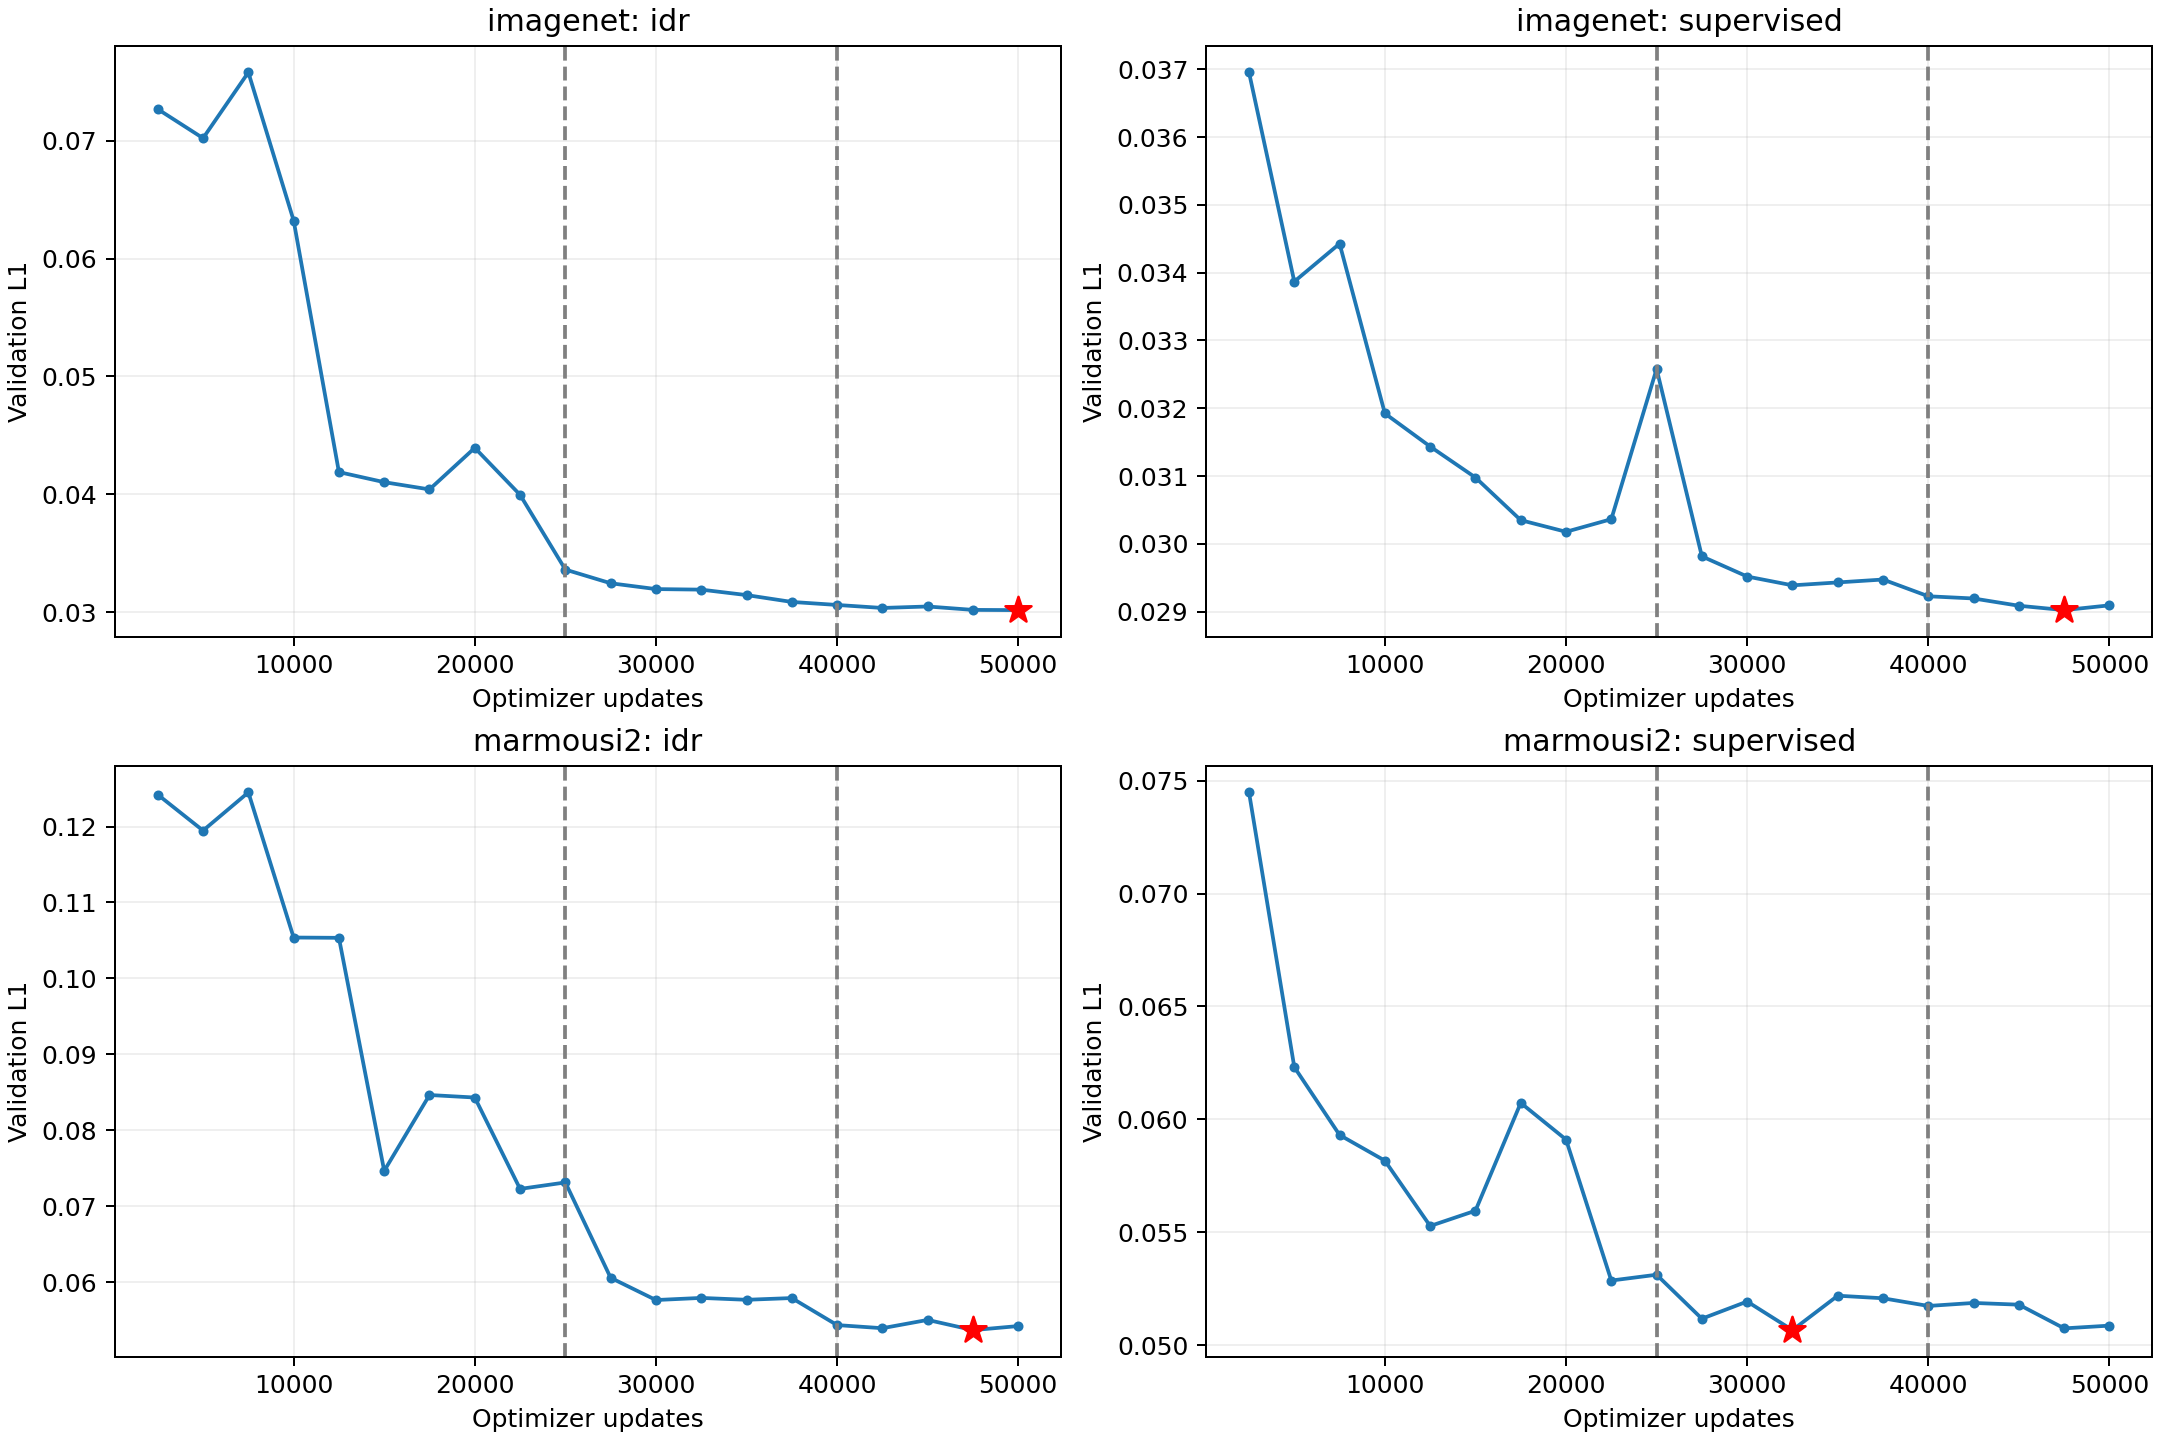 imagenet: idr
0.07
0.06
0.05
0.04
0.03
Validation L1
10000 20000 30000 40000 50000
Optimizer updates
imagenet: supervised
0.037
0.036
0.035
0.034
0.033
0.032
0.031
0.030
0.029
Validation L1
10000 20000 30000 40000 50000
Optimizer updates
marmousi2: idr
0.12
0.11
0.10
0.09
0.08
0.07
0.06
Validation L1
10000 20000 30000 40000 50000
Optimizer updates
marmousi2: supervised
0.075
0.070
0.065
0.060
0.055
0.050
Validation L1
10000 20000 30000 40000 50000
Optimizer updates